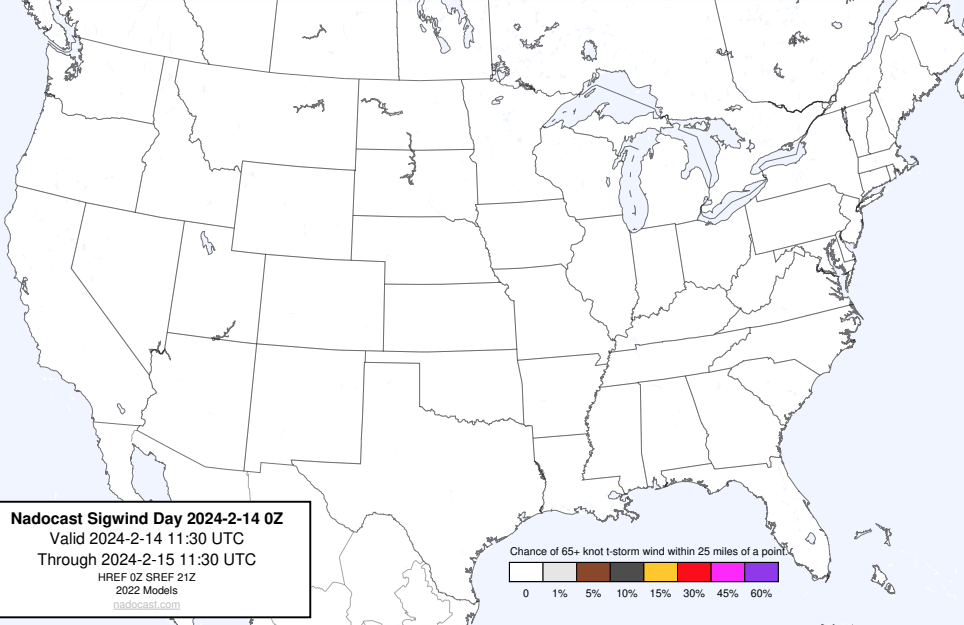 Nadocast Sigwind Day 2024-2-14 0Z
Valid 2024-2-14 11:30 UTC
Through 2024-2-15 11:30 UTC
HREF 0Z SREF 21Z
2022 Models
nadocast.com
Chance of 65+ knot t-storm wind within 25 miles of a point.
0 1% 5% 10% 15% 30% 45% 60%